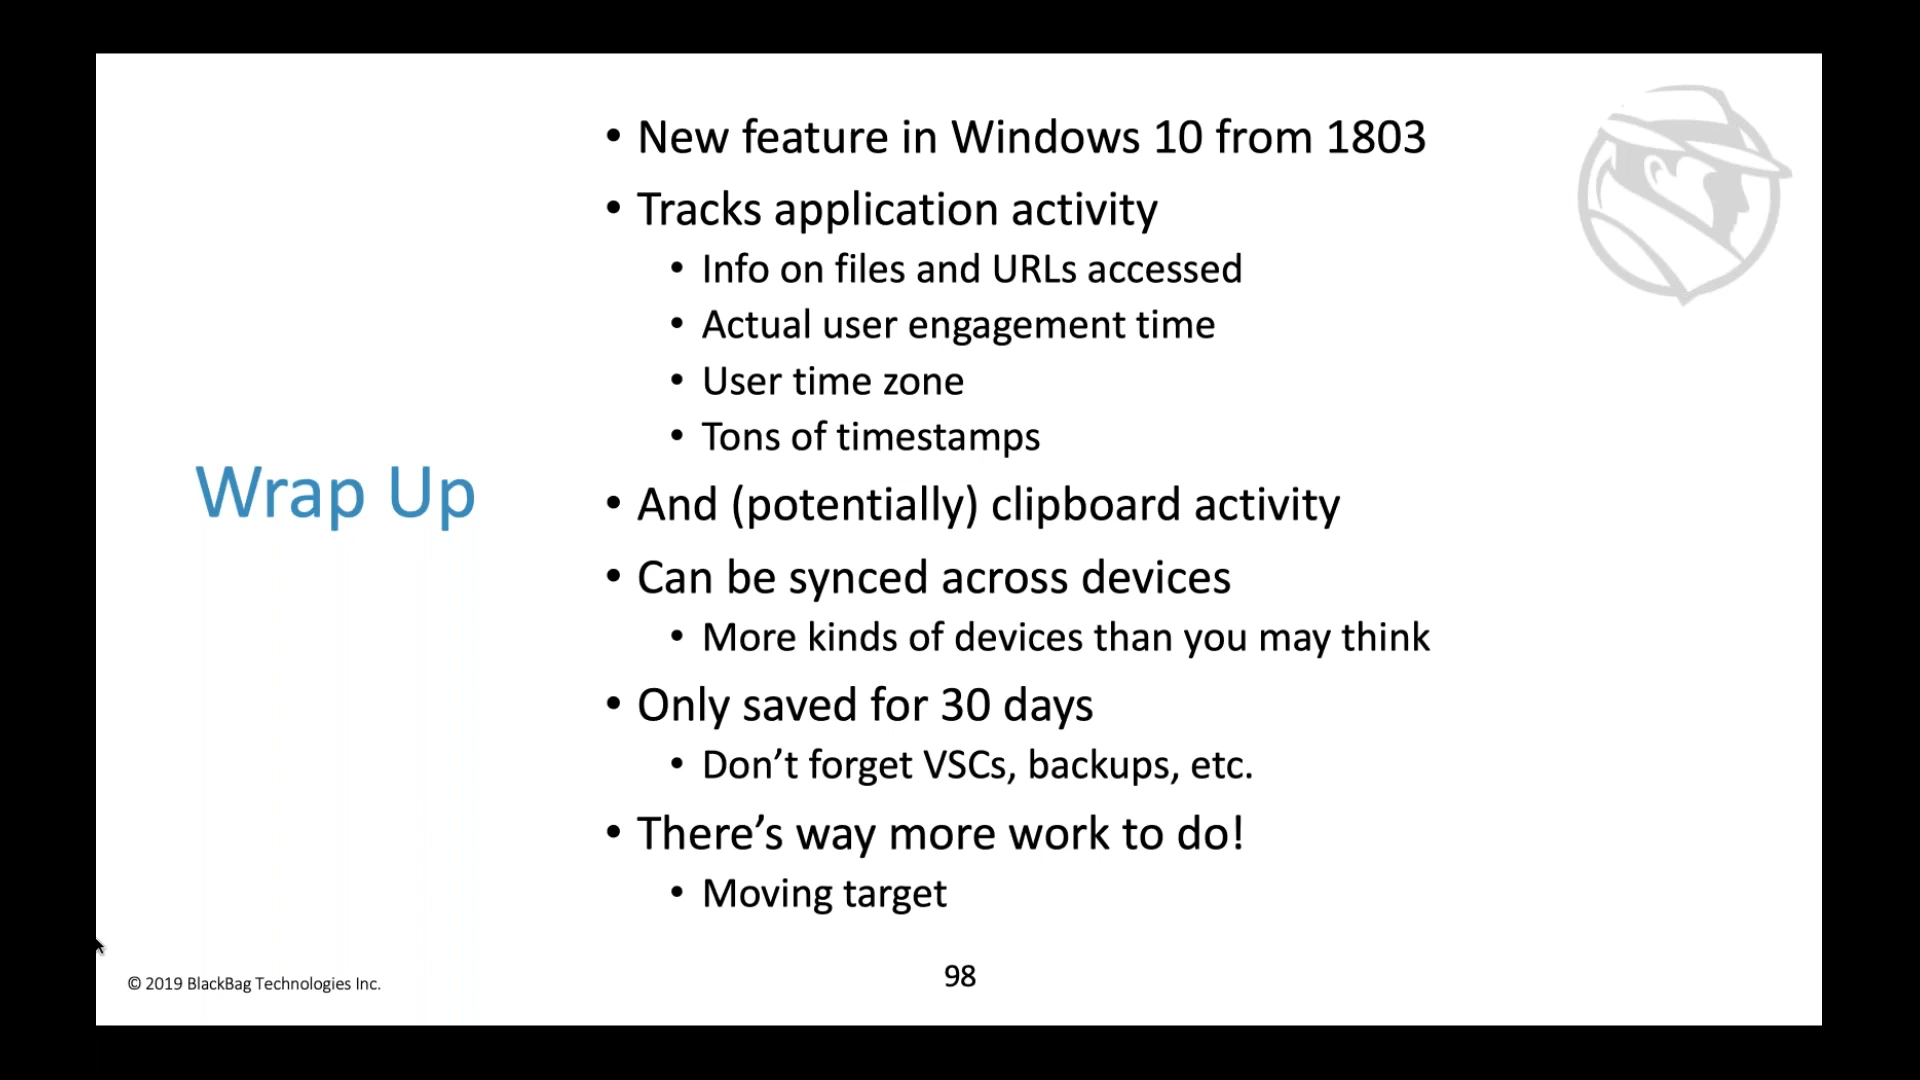 Wrap Up
• New feature in Windows 10 from 1803
• Tracks application activity
• Info on files and URLs accessed
• Actual user engagement time
• User time zone
• Tons of timestamps
• And (potentially) clipboard activity
• Can be synced across devices
• More kinds of devices than you may think
• Only saved for 30 days
• Don’t forget VSCs, backups, etc.
• There’s way more work to do!
• Moving target
© 2019 BlackBag Technologies Inc.
98